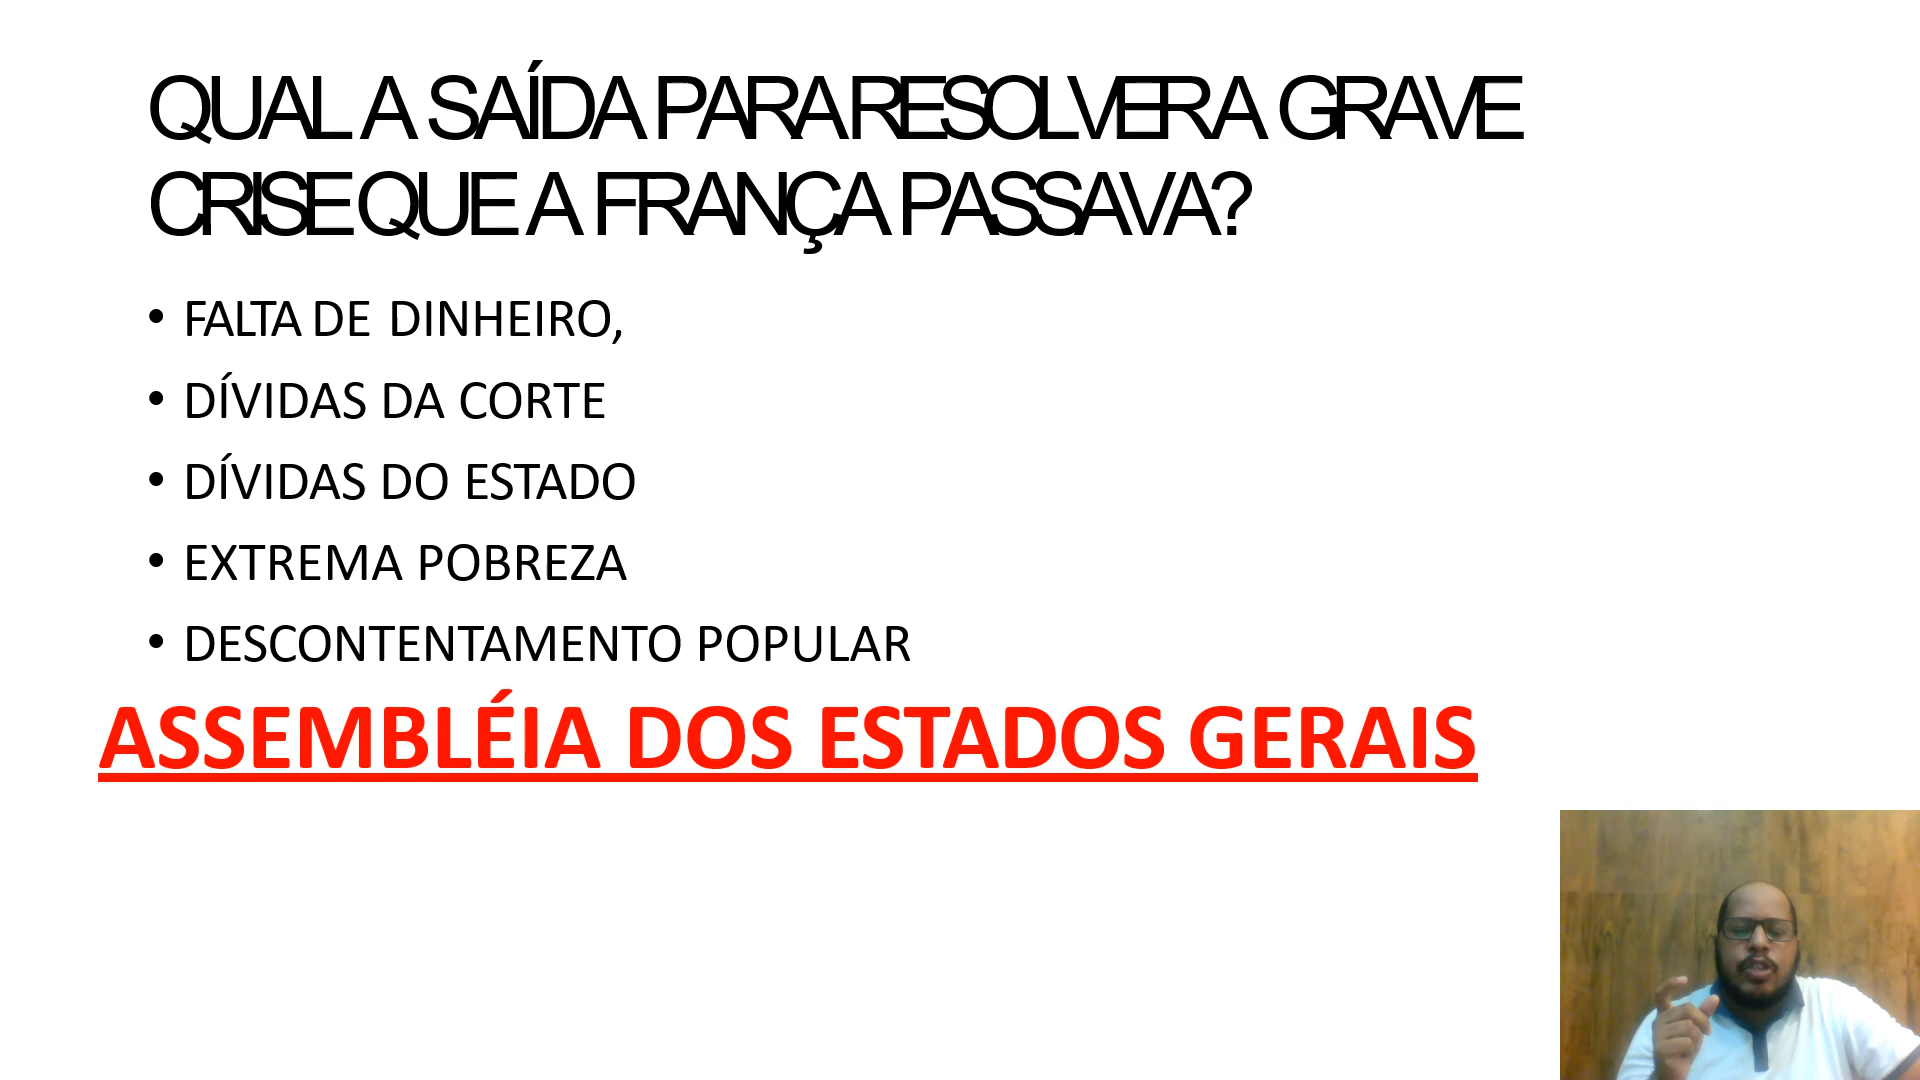 QUAL A SAÍDA PARA RESOLVER A GRAVE
CRISE QUE A FRANÇA PASSAVA?
• FALTA DE DINHEIRO,
• DÍVIDAS DA CORTE
• DÍVIDAS DO ESTADO
• EXTREMA POBREZA
• DESCONTENTAMENTO POPULAR
ASSEMBLÉIA DOS ESTADOS GERAIS